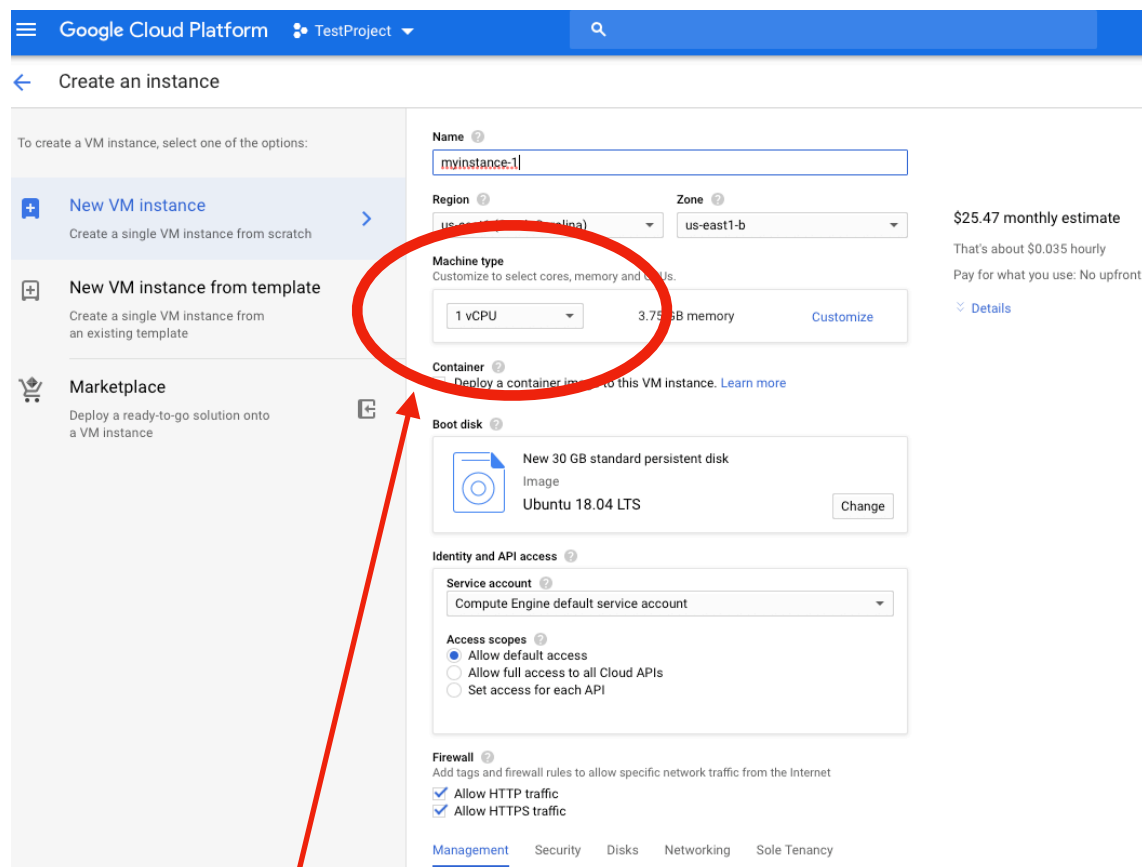 Google Cloud Platform TestProject
Create an instance
To create a VM instance, select one of the options:
New VM instance
Create a single VM instance from scratch
New VM instance from template
Create a single VM instance from
an existing template
Marketplace
Deploy a ready-to-go solution onto
a VM instance
Name
myinstance-1
Region Zone
us-east1 us-east1-b
Machine type
Customize to select cores, memory and GPUs.
1 vCPU 3.75 GB memory Customize
Container
Deploy a container image to this VM instance. Learn more
Boot disk
New 30 GB standard persistent disk
Image
Ubuntu 18.04 LTS
Change
Identity and API access
Service account
Compute Engine default service account
Access scopes
Allow default access
Allow full access to all Cloud APIs
Set access for each API
Firewall
Add tags and firewall rules to allow specific network traffic from the Internet
Allow HTTP traffic
Allow HTTPS traffic
Management Security Disks Networking Sole Tenancy
$25.47 monthly estimate
That's about $0.035 hourly
Pay for what you use: No upfront
Details